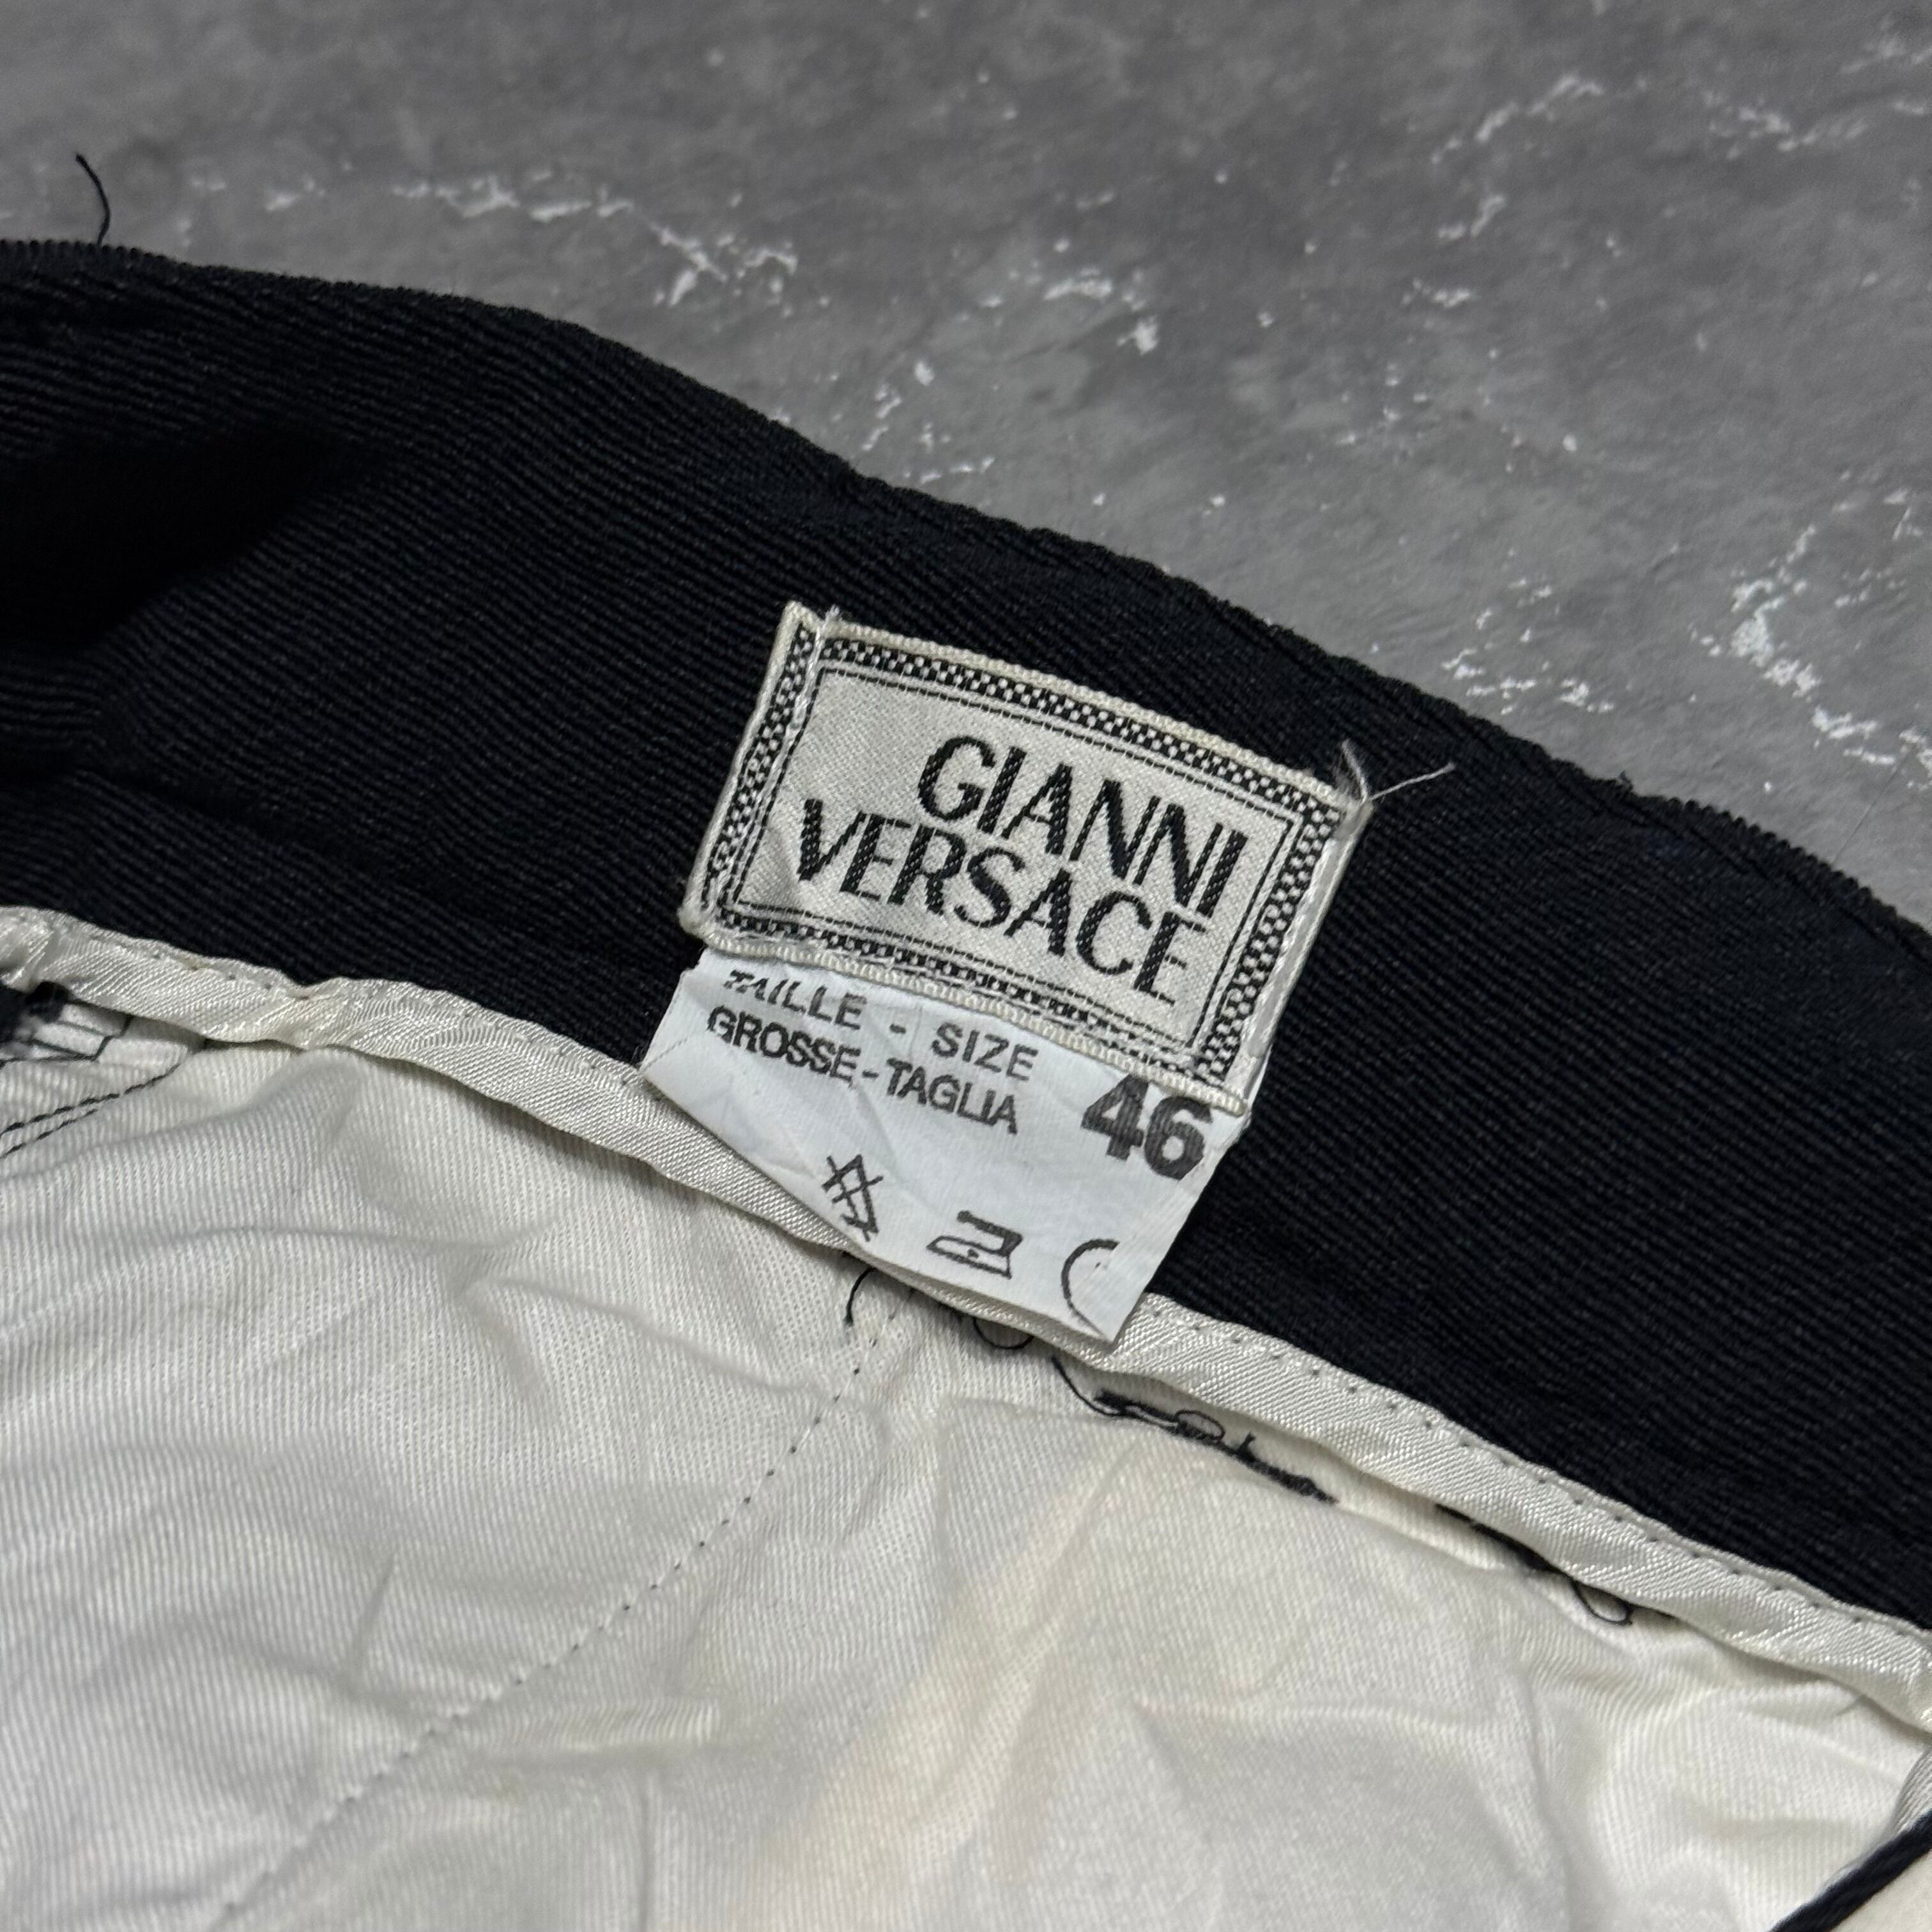 GIANNI
VERSACE
TAILLE - SIZE
GROSSE - TAGLIA 46